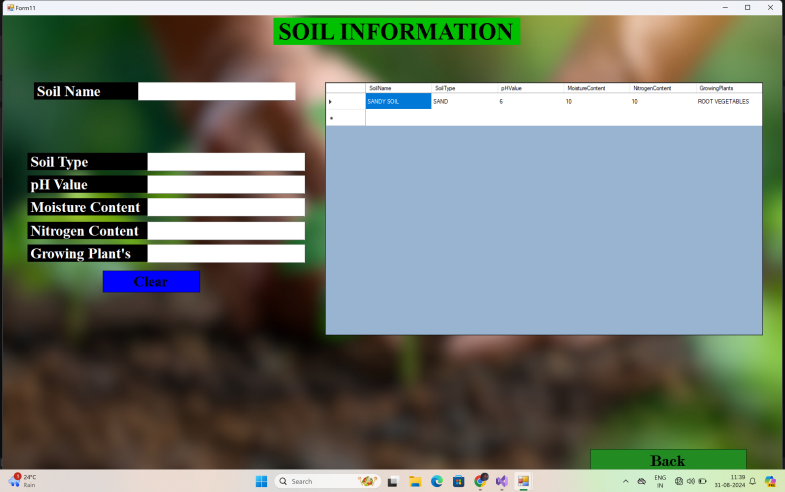 Form11
SOIL INFORMATION
Soil Name
SoilName SoilType pHValue MoistureContent NitrogenContent GrowingPlants
SANDY SOIL SAND 6 10 10 ROOT VEGETABLES
Soil Type
pH Value
Moisture Content
Nitrogen Content
Growing Plant's
Clear
Back
24°C
Rain
Search
ENG
IN
11:39
31-08-2024